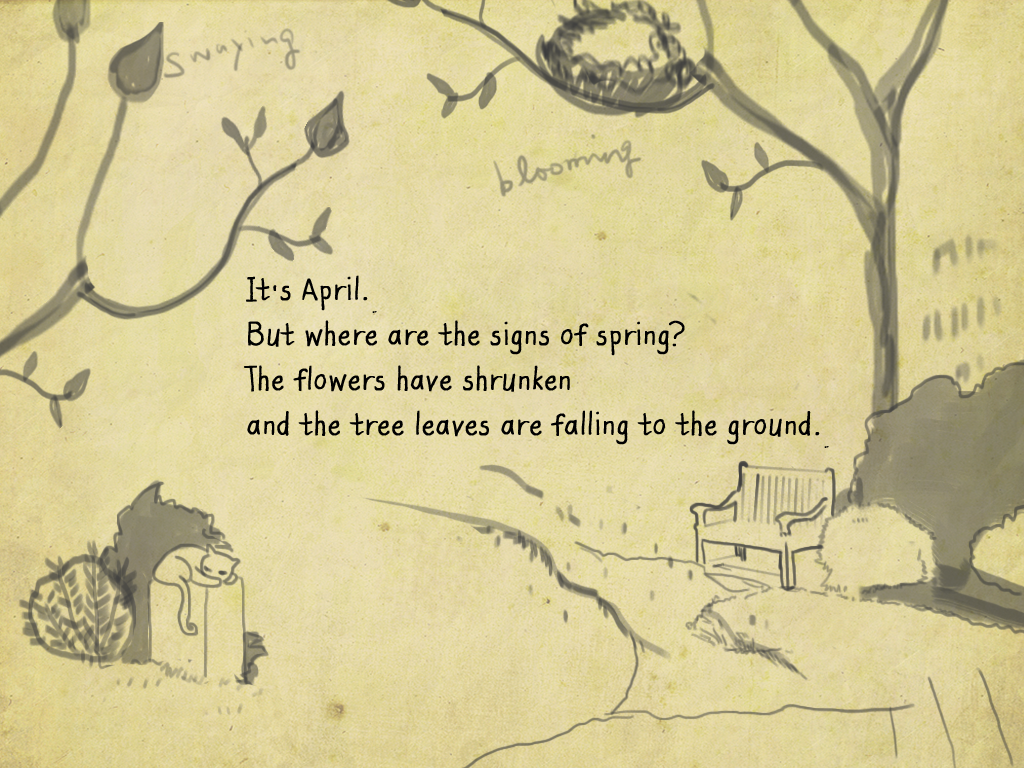 swaying
blooming
It's April.
But where are the signs of spring?
The flowers have shrunken
and the tree leaves are falling to the ground.